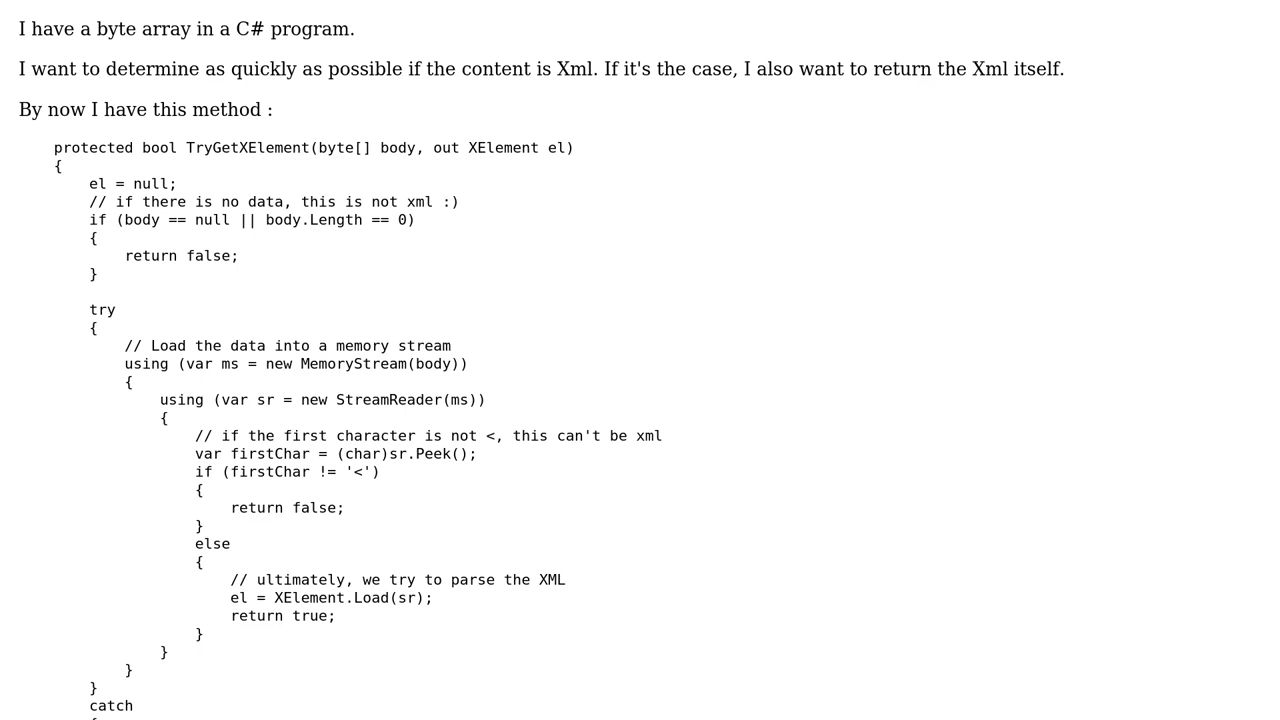 I have a byte array in a C# program.
I want to determine as quickly as possible if the content is Xml. If it's the case, I also want to return the Xml itself.
By now I have this method :
    protected bool TryGetXElement(byte[] body, out XElement el)
    {
        el = null;
        // if there is no data, this is not xml :)
        if (body == null || body.Length == 0)
        {
            return false;
        }

        try
        {
            // Load the data into a memory stream
            using (var ms = new MemoryStream(body))
            {
                using (var sr = new StreamReader(ms))
                {
                    // if the first character is not <, this can't be xml
                    var firstChar = (char)sr.Peek();
                    if (firstChar != '<')
                    {
                        return false;
                    }
                    else
                    {
                        // ultimately, we try to parse the XML
                        el = XElement.Load(sr);
                        return true;
                    }
                }
            }
        }
        catch